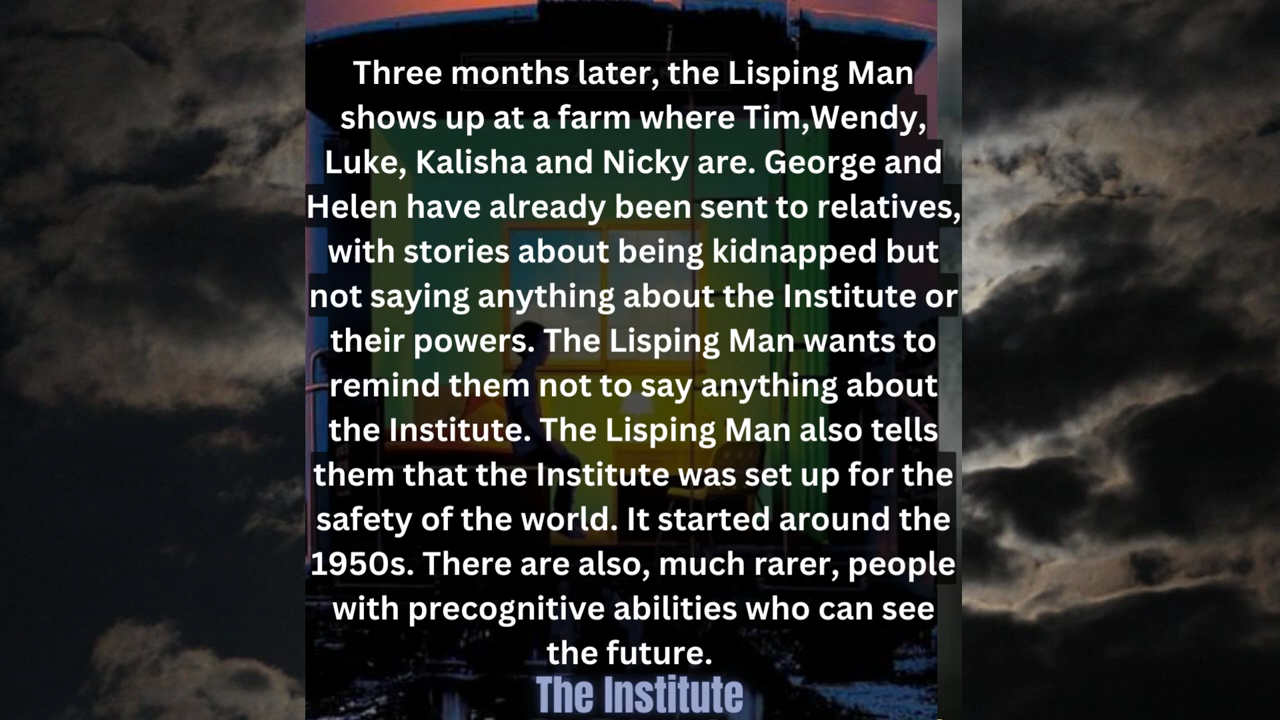 Three months later, the Lisping Man
shows up at a farm where Tim,Wendy,
Luke, Kalisha and Nicky are. George and
Helen have already been sent to relatives,
with stories about being kidnapped but
not saying anything about the Institute or
their powers. The Lisping Man wants to
remind them not to say anything about
the Institute. The Lisping Man also tells
them that the Institute was set up for the
safety of the world. It started around the
1950s. There are also, much rarer, people
with precognitive abilities who can see
the future.
The Institute